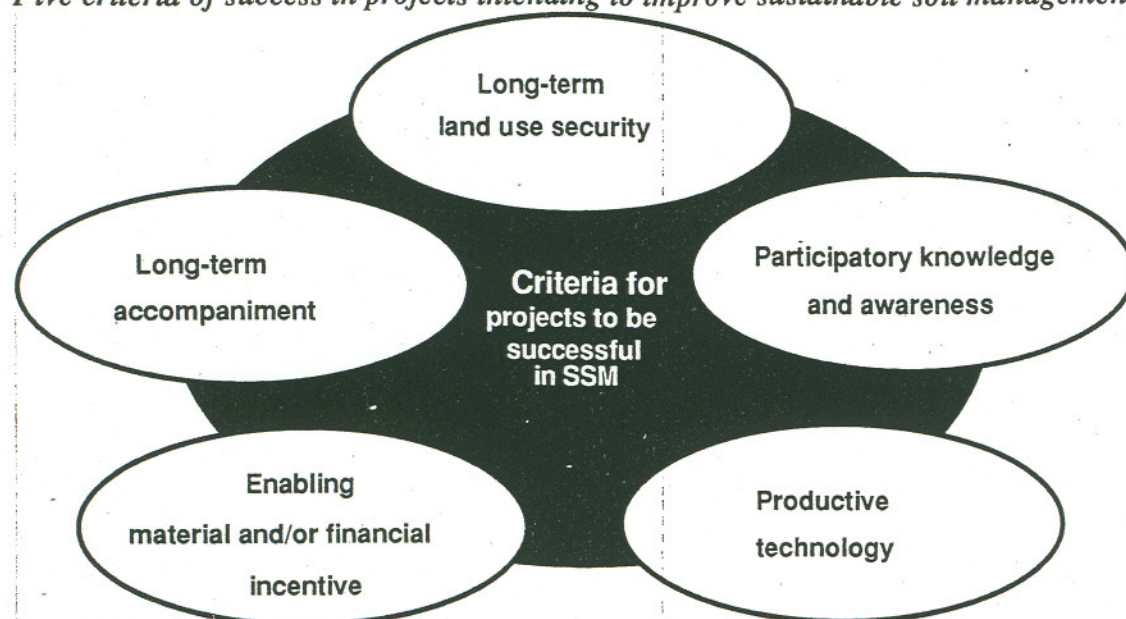 Five criteria of success in projects intending to improve sustainable soil management
Long-term
land use security
Long-term
accompaniment
Criteria for
projects to be
successful
in SSM
Participatory knowledge
and awareness
Enabling
material and/or financial
incentive
Productive
technology